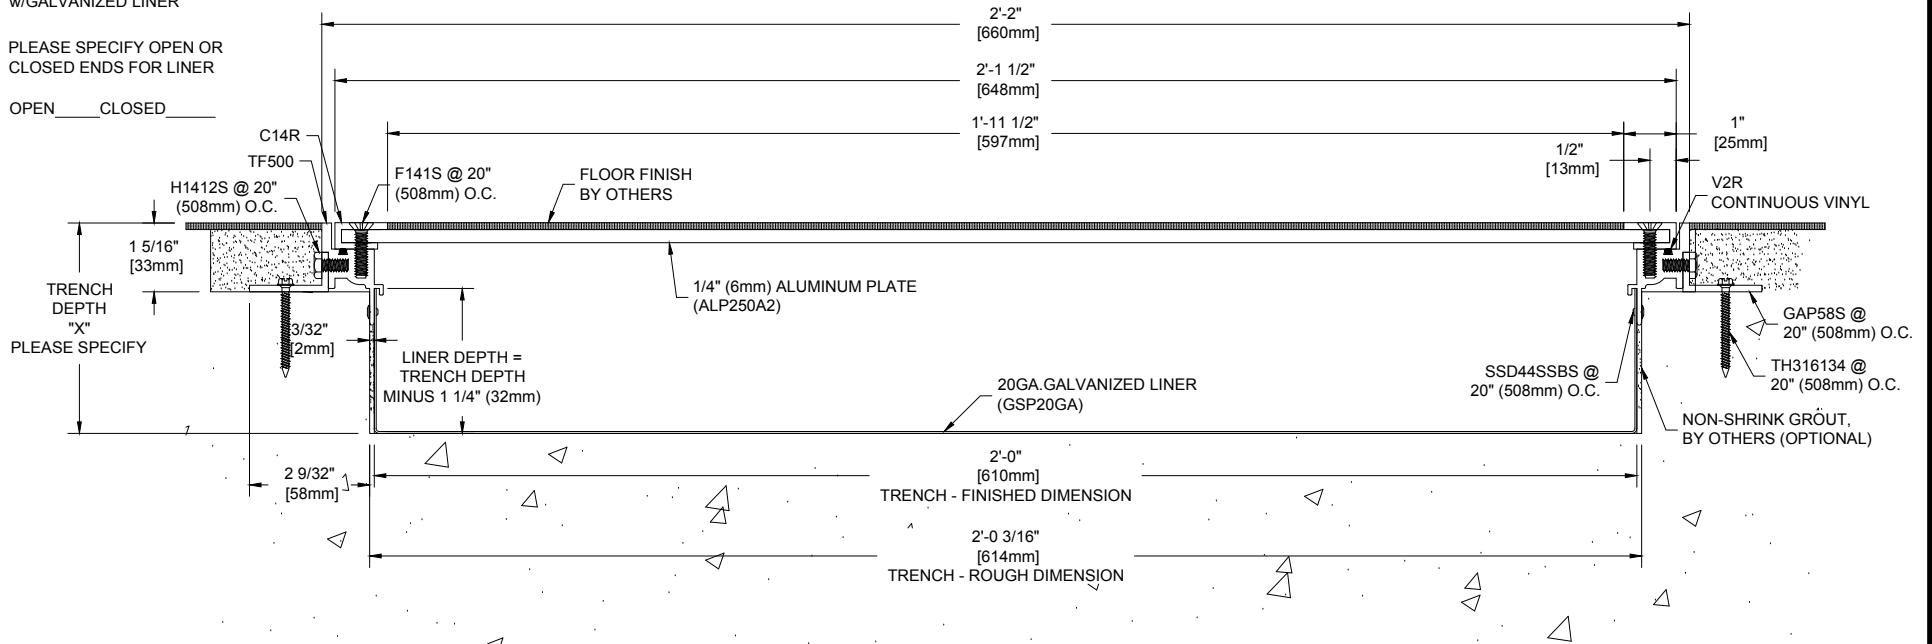 w/GALVANIZED LINER
PLEASE SPECIFY OPEN OR
CLOSED ENDS FOR LINER
OPEN_____CLOSED______
2'-2"
[660mm]
2'-1 1/2"
[648mm]
1'-11 1/2"
[597mm]
1"
[25mm]
1/2"
[13mm]
C14R
TF500
H1412S @ 20"
(508mm) O.C.
F141S @ 20"
(508mm) O.C.
FLOOR FINISH
BY OTHERS
V2R
CONTINUOUS VINYL
1 5/16"
[33mm]
TRENCH
DEPTH
"X"
PLEASE SPECIFY
3/32"
[2mm]
LINER DEPTH =
TRENCH DEPTH
MINUS 1 1/4" (32mm)
1/4" (6mm) ALUMINUM PLATE
(ALP250A2)
20GA.GALVANIZED LINER
(GSP20GA)
SSD44SSBS @
20" (508mm) O.C.
GAP58S @
20" (508mm) O.C.
TH316134 @
20" (508mm) O.C.
NON-SHRINK GROUT,
BY OTHERS (OPTIONAL)
2 9/32"
[58mm]
2'-0"
[610mm]
TRENCH - FINISHED DIMENSION
2'-0 3/16"
[614mm]
TRENCH - ROUGH DIMENSION